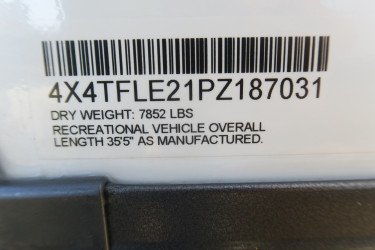 4X4TFLE21PZ187031
DRY WEIGHT: 7852 LBS
RECREATIONAL VEHICLE OVERALL
LENGTH 35'5" AS MANUFACTURED.